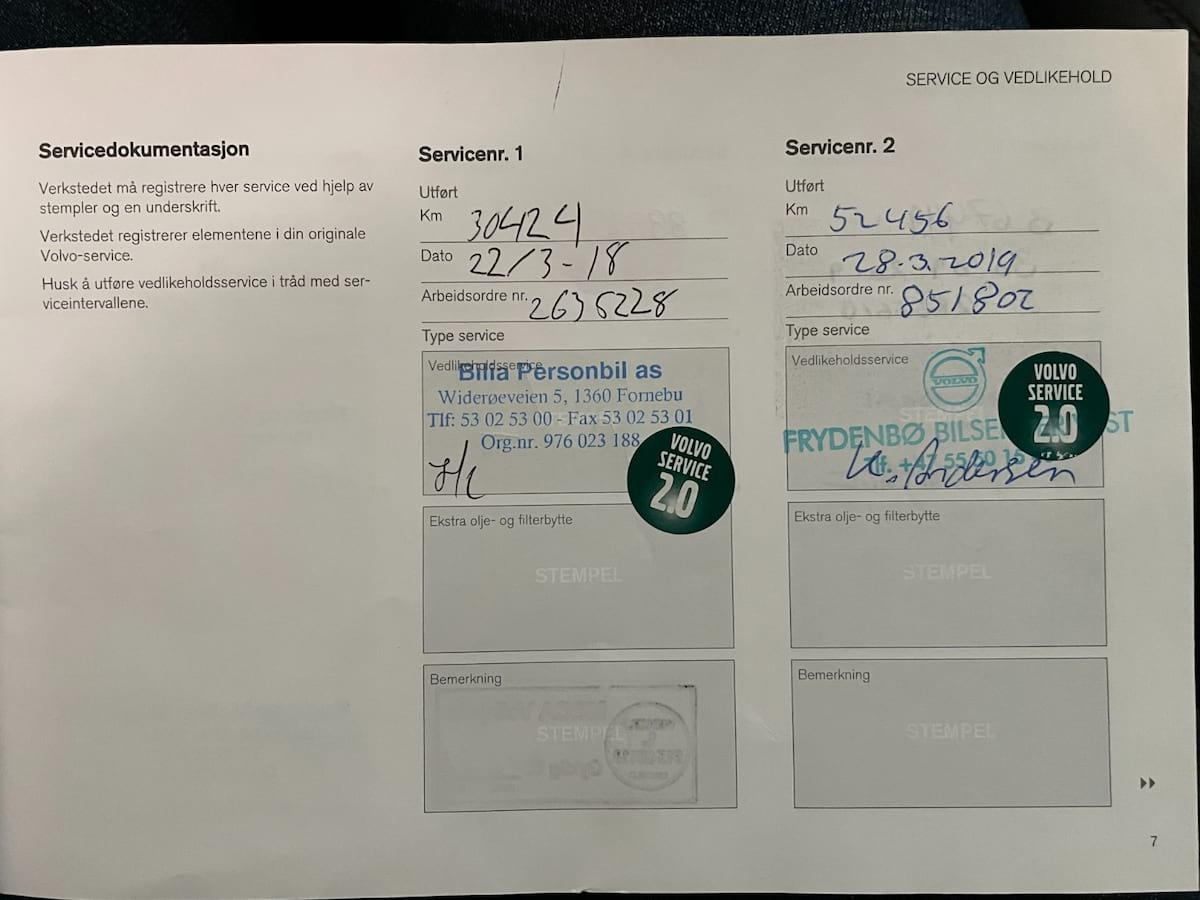 SERVICE OG VEDLIKEHOLD
Servicedokumentasjon
Verkstedet må registrere hver service ved hjelp av
stempler og en underskrift.
Verkstedet registrerer elementene i din originale
Volvo-service.
Husk å utføre vedlikeholdsservice i tråd med ser-
viceintervallene.
Servicenr. 1
Utført
Km 30424
Dato 22/3-18
Arbeidsordre nr. 2635228
Type service
Vedlikeholdsservice
Bilia Personbil as
Widerøeveien 5, 1360 Fornebu
Tlf: 53 02 53 00 - Fax 53 02 53 01
Org.nr. 976 023 188
VOLVO
SERVICE
2.0
Ekstra olje- og filterbytte
STEMPEL
Bemerkning
STEMPEL
Servicenr. 2
Utført
Km 52456
Dato 28.3.2019
Arbeidsordre nr. 851802
Type service
Vedlikeholdsservice
VOLVO
STEMPEL
VOLVO
SERVICE
2.0
FRYDENBØ
Tlf. +47 55
Andersen
Ekstra olje- og filterbytte
STEMPEL
Bemerkning
STEMPEL
7